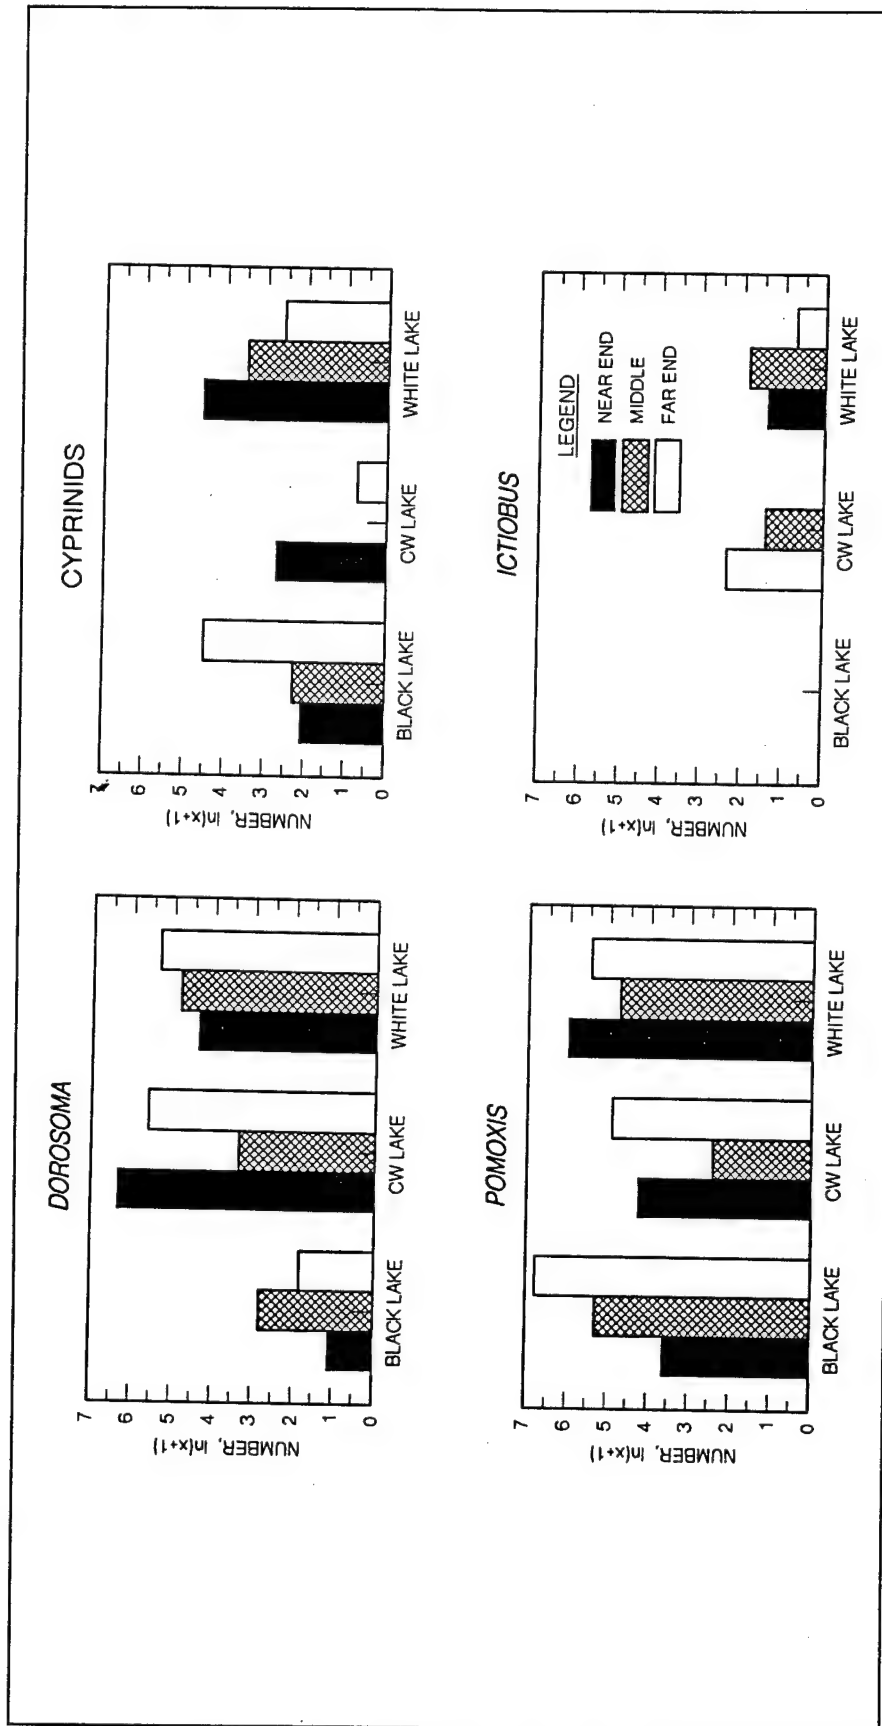 DOROSOMA
NUMBER, ln(x+1)
7
6
5
4
3
2
1
0
BLACK LAKE
CW LAKE
WHITE LAKE
CYPRINIDS
NUMBER, ln(x+1)
7
6
5
4
3
2
1
0
BLACK LAKE
CW LAKE
WHITE LAKE
POMOXIS
NUMBER, ln(x+1)
7
6
5
4
3
2
1
0
BLACK LAKE
CW LAKE
WHITE LAKE
ICTIOBUS
NUMBER, ln(x+1)
7
6
5
4
3
2
1
0
BLACK LAKE
CW LAKE
WHITE LAKE
LEGEND
NEAR END
MIDDLE
FAR END